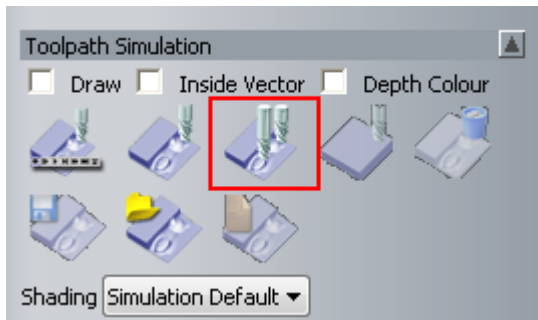 Toolpath Simulation
Draw Inside Vector Depth Colour
Shading Simulation Default